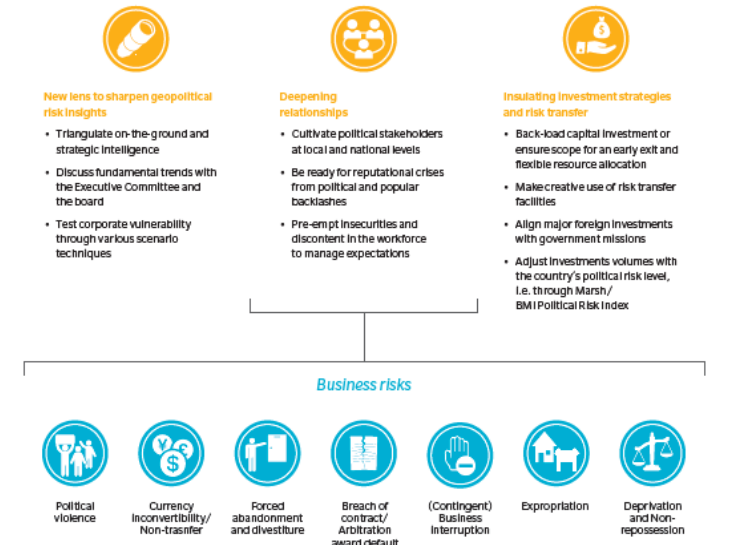 New lens to sharpen geopolitical
risk insights
• Triangulate on-the-ground and
strategic intelligence
• Discuss fundamental trends with
the Executive Committee and
the board
• Test corporate vulnerability
through various scenario
techniques
Deepening
relationships
• Cultivate political stakeholders
at local and national levels
• Be ready for reputational crises
from political and popular
backlashes
• Pre-empt insecurities and
discontent in the workforce
to manage expectations
Insulating investment strategies
and risk transfer
• Back-load capital investment or
ensure scope for an early exit and
flexible resource allocation
• Make creative use of risk transfer
facilities
• Align major foreign investments
with government missions
• Adjust investments volumes with
the country's political risk level,
i.e. through Marsh/
BMI Political Risk Index
Business risks
Political
violence
Currency
inconvertibility/
Non-trasnfer
Forced
abandonment
and divestiture
Breach of
contract/
Arbitration
award default
(Contingent)
Business
Interruption
Expropriation
Deprivation
and Non-
repossession